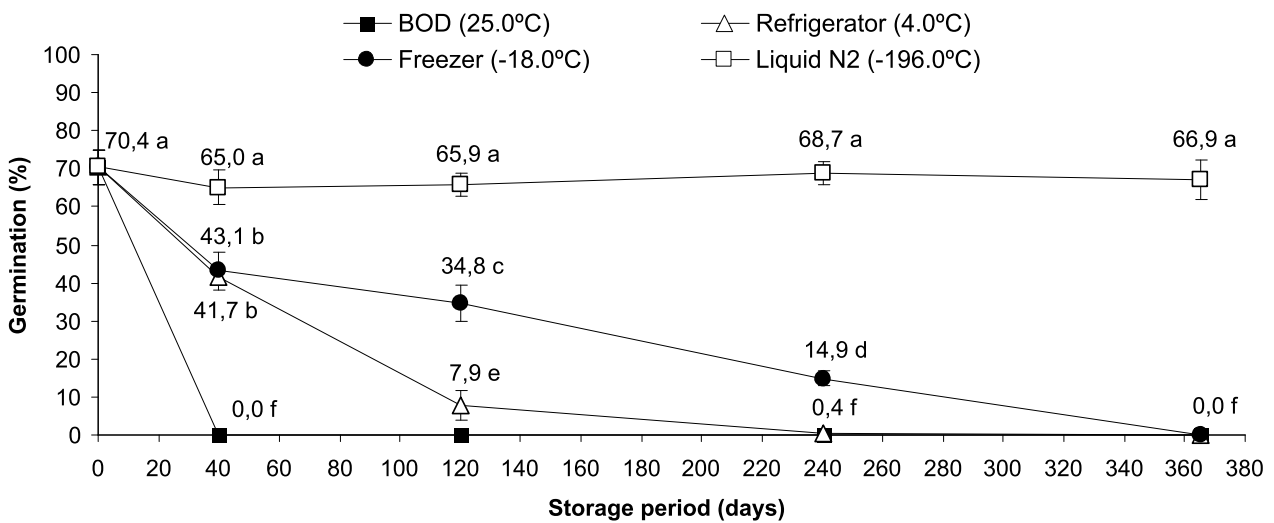 BOD (25.0ºC)
Refrigerator (4.0ºC)
Freezer (-18.0ºC)
Liquid N2 (-196.0ºC)
Germination (%)
100
90
80
70
60
50
40
30
20
10
0
70,4 a
65,0 a
65,9 a
68,7 a
66,9 a
43,1 b
41,7 b
34,8 c
14,9 d
7,9 e
0,0 f
0,4 f
0,0 f
0 20 40 60 80 100 120 140 160 180 200 220 240 260 280 300 320 340 360 380
Storage period (days)